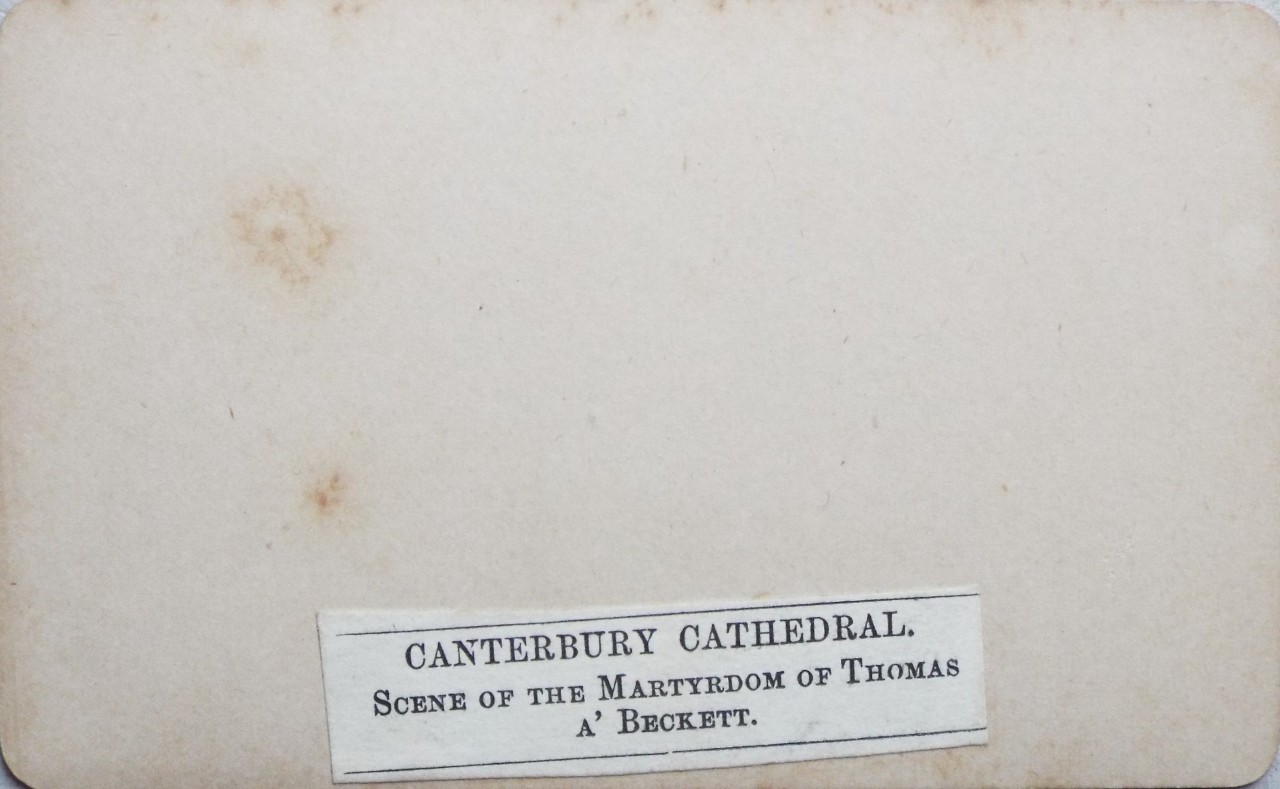 CANTERBURY CATHEDRAL.
SCENE OF THE MARTYRDOM OF THOMAS
A' BECKETT.